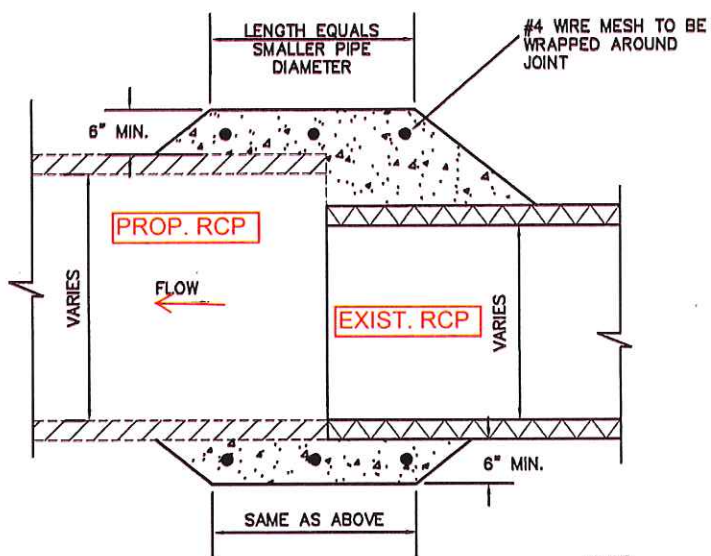 LENGTH EQUALS
SMALLER PIPE
DIAMETER
#4 WIRE MESH TO BE
WRAPPED AROUND
JOINT
6" MIN.
PROP. RCP
FLOW
VARIES
EXIST. RCP
VARIES
6" MIN.
SAME AS ABOVE